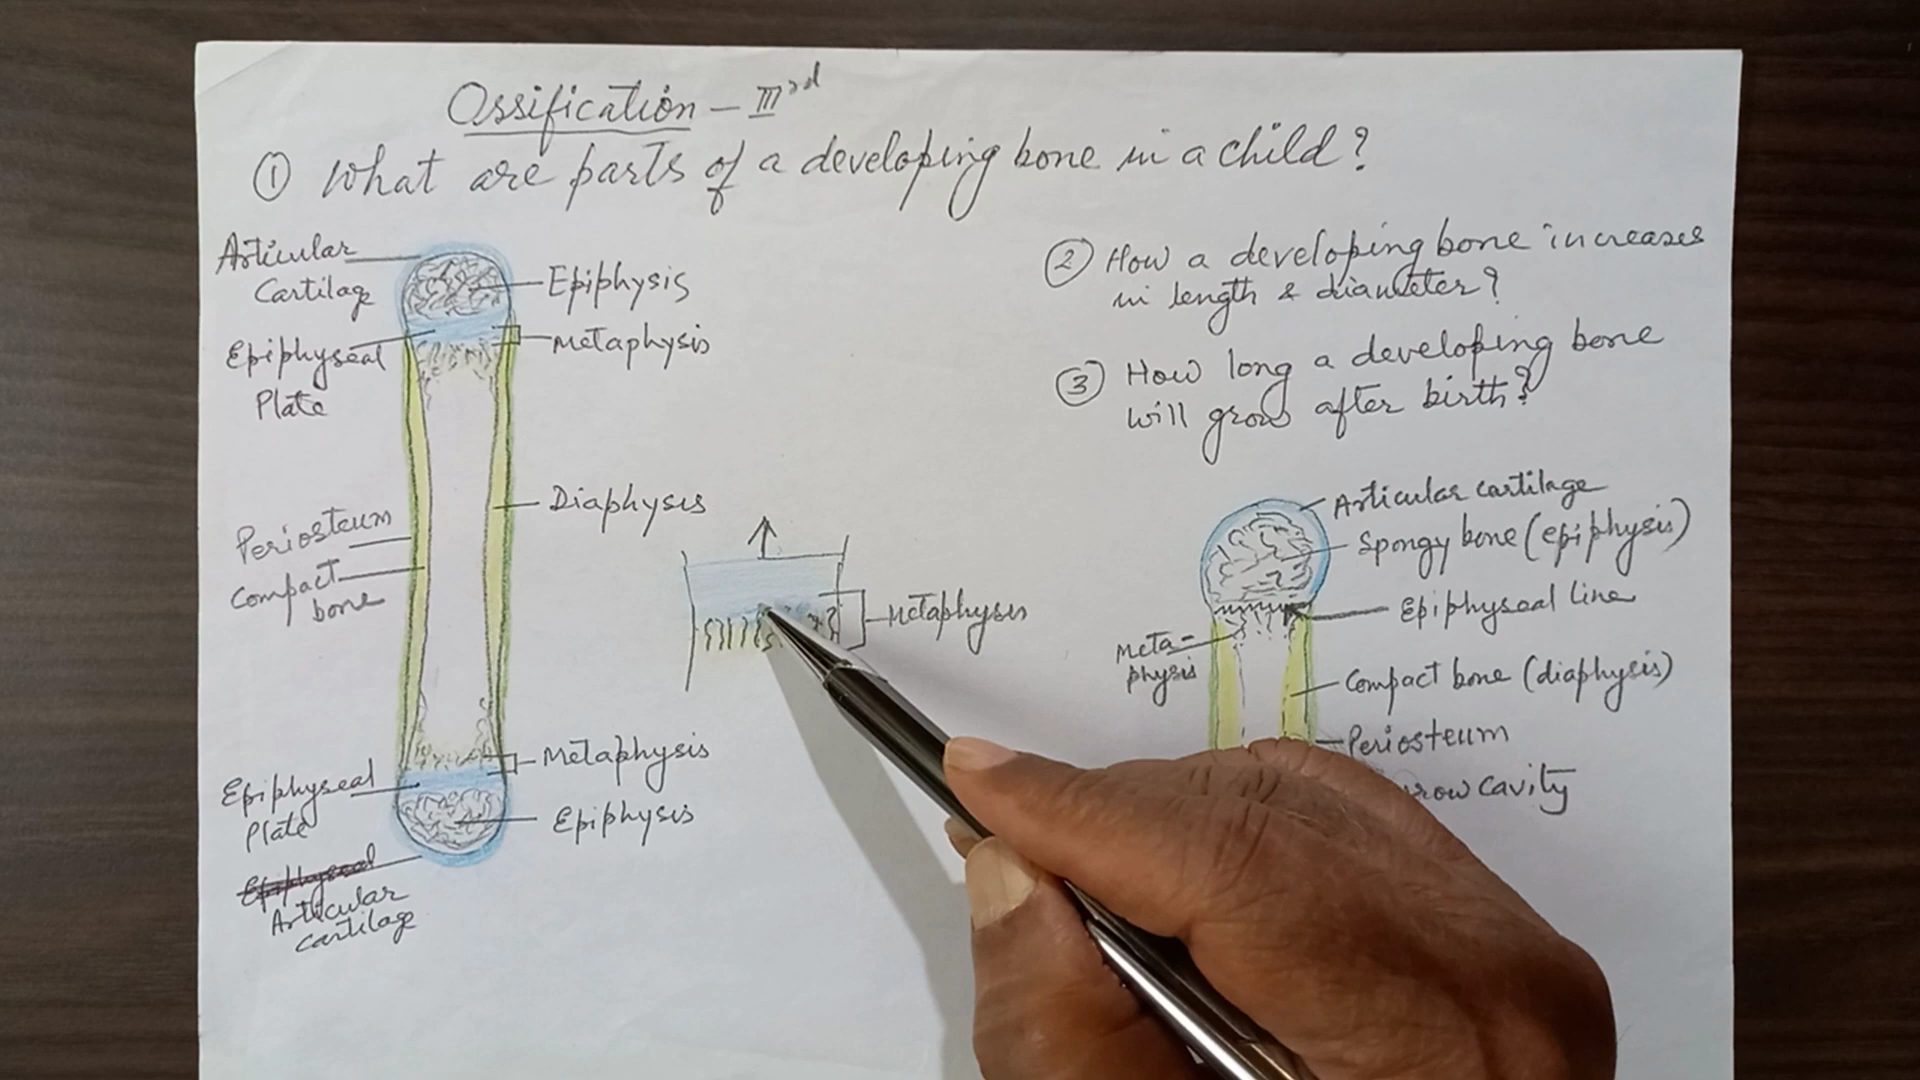 Ossification – IIIrd
① What are parts of a developing bone in a child?
Articular
Cartilage
Epiphysis
Epiphyseal
Plate
Metaphysis
Diaphysis
Periosteum
Compact
bone
Metaphysis
Epiphyseal
Plate
Epiphysis
Epiphyseal
Articular
cartilage
Metaphysis
② How a developing bone increases
in length & diameter?
③ How long a developing bone
will grow after birth?
Articular cartilage
Spongy bone (epiphysis)
Epiphyseal line
Meta-
physis
Compact bone (diaphysis)
Periosteum
cavity